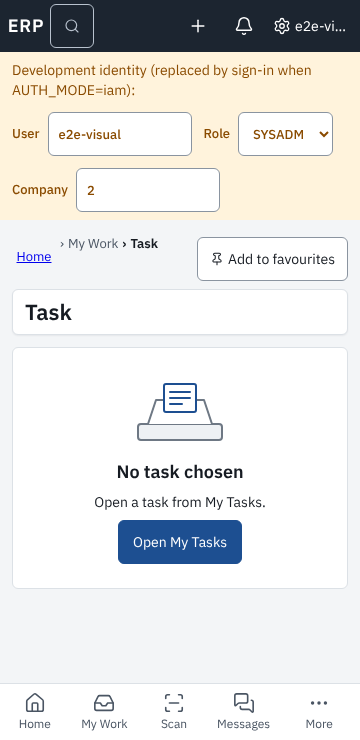 ERP e2e-vi...
Development identity (replaced by sign-in when
AUTH_MODE=iam):
User e2e-visual Role SYSADM
Company 2
Home › My Work › Task Add to favourites
Task
No task chosen
Open a task from My Tasks.
Open My Tasks
Home My Work Scan Messages More